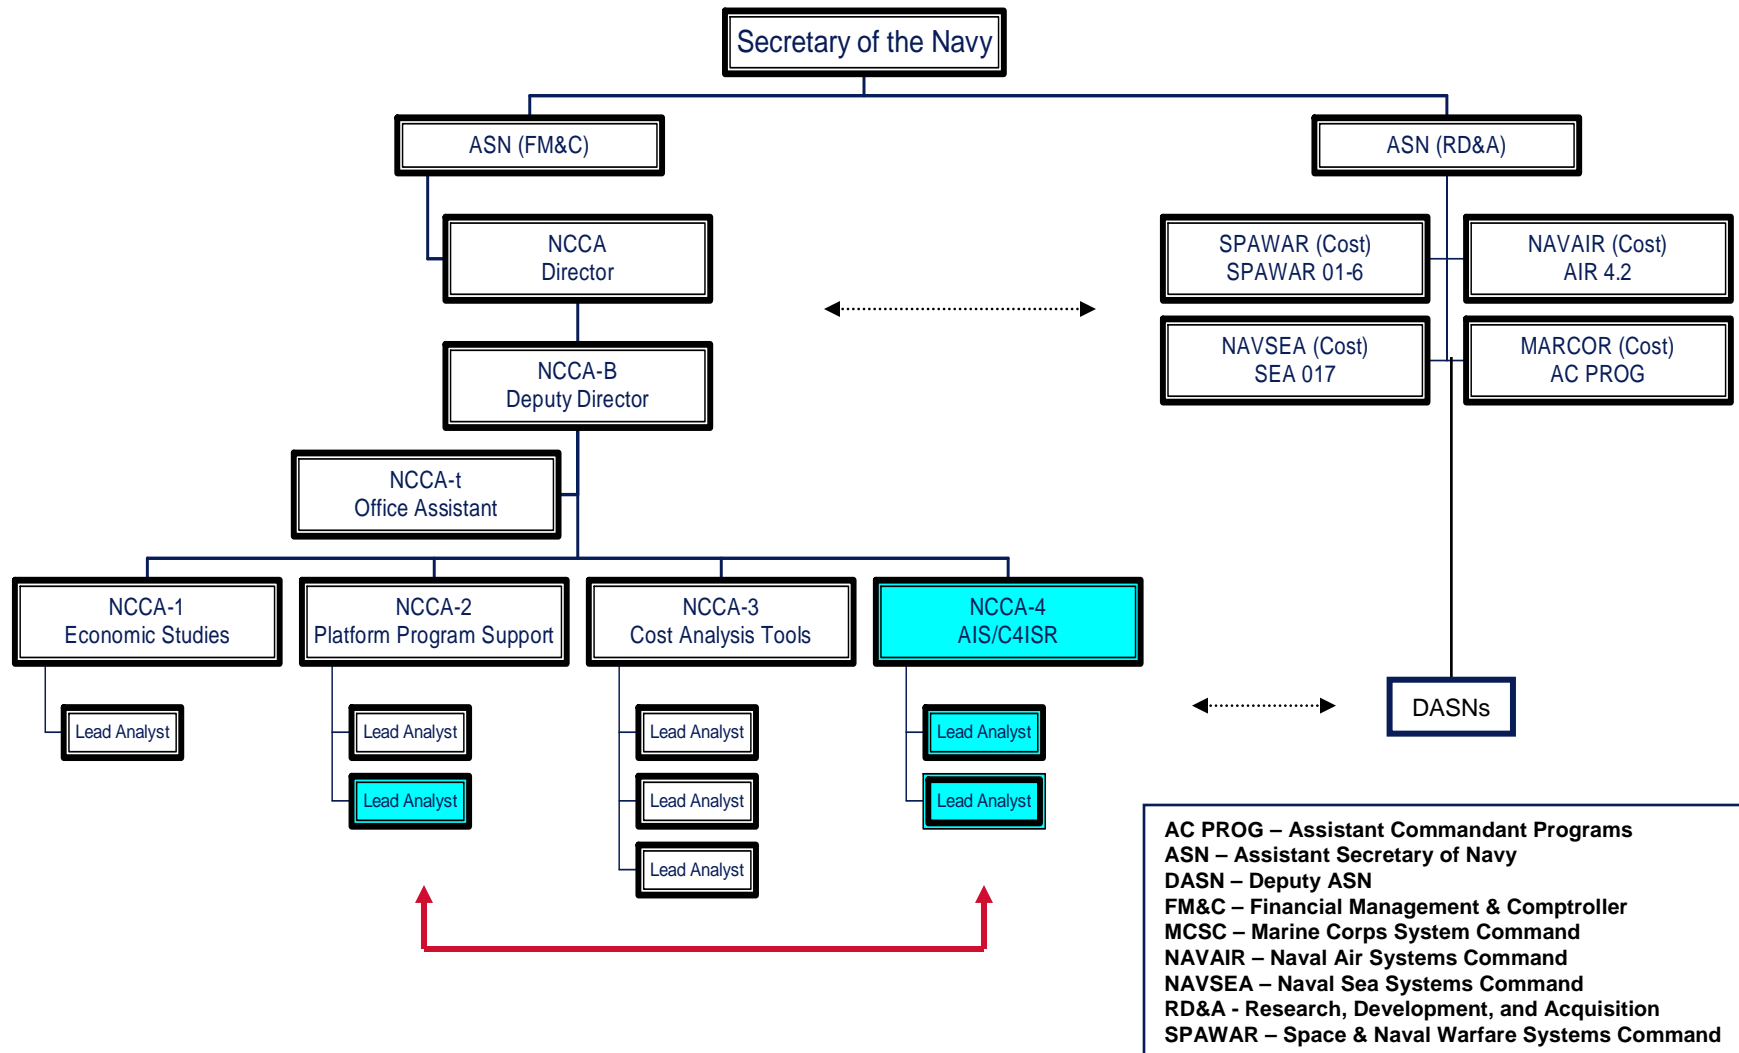 Secretary of the Navy
ASN (FM&C)
ASN (RD&A)
NCCA
Director
SPAWAR (Cost)
SPAWAR 01-6
NAVAIR (Cost)
AIR 4.2
NCCA-B
Deputy Director
NAVSEA (Cost)
SEA 017
MARCOR (Cost)
AC PROG
NCCA-t
Office Assistant
NCCA-1
Economic Studies
NCCA-2
Platform Program Support
NCCA-3
Cost Analysis Tools
NCCA-4
AIS/C4ISR
Lead Analyst
Lead Analyst
Lead Analyst
Lead Analyst
DASNs
Lead Analyst
Lead Analyst
Lead Analyst
Lead Analyst
AC PROG – Assistant Commandant Programs
ASN – Assistant Secretary of Navy
DASN – Deputy ASN
FM&C – Financial Management & Comptroller
MCSC – Marine Corps System Command
NAVAIR – Naval Air Systems Command
NAVSEA – Naval Sea Systems Command
RD&A - Research, Development, and Acquisition
SPAWAR – Space & Naval Warfare Systems Command